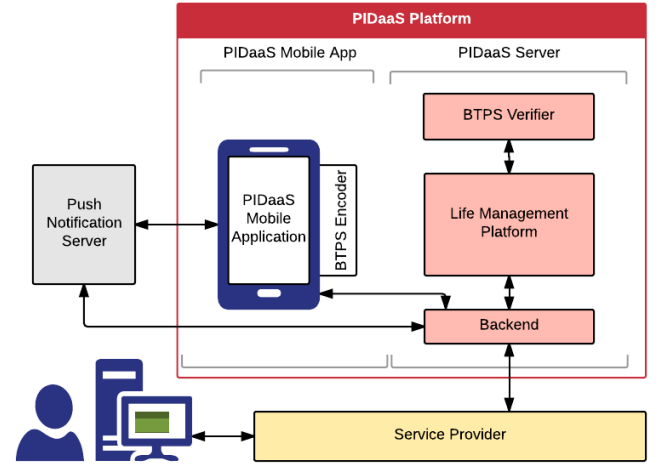 PIDaaS Platform
PIDaaS Mobile App
PIDaaS Server
BTPS Verifier
Push
Notification
Server
PIDaaS
Mobile
Application
BTPS Encoder
Life Management
Platform
Backend
Service Provider